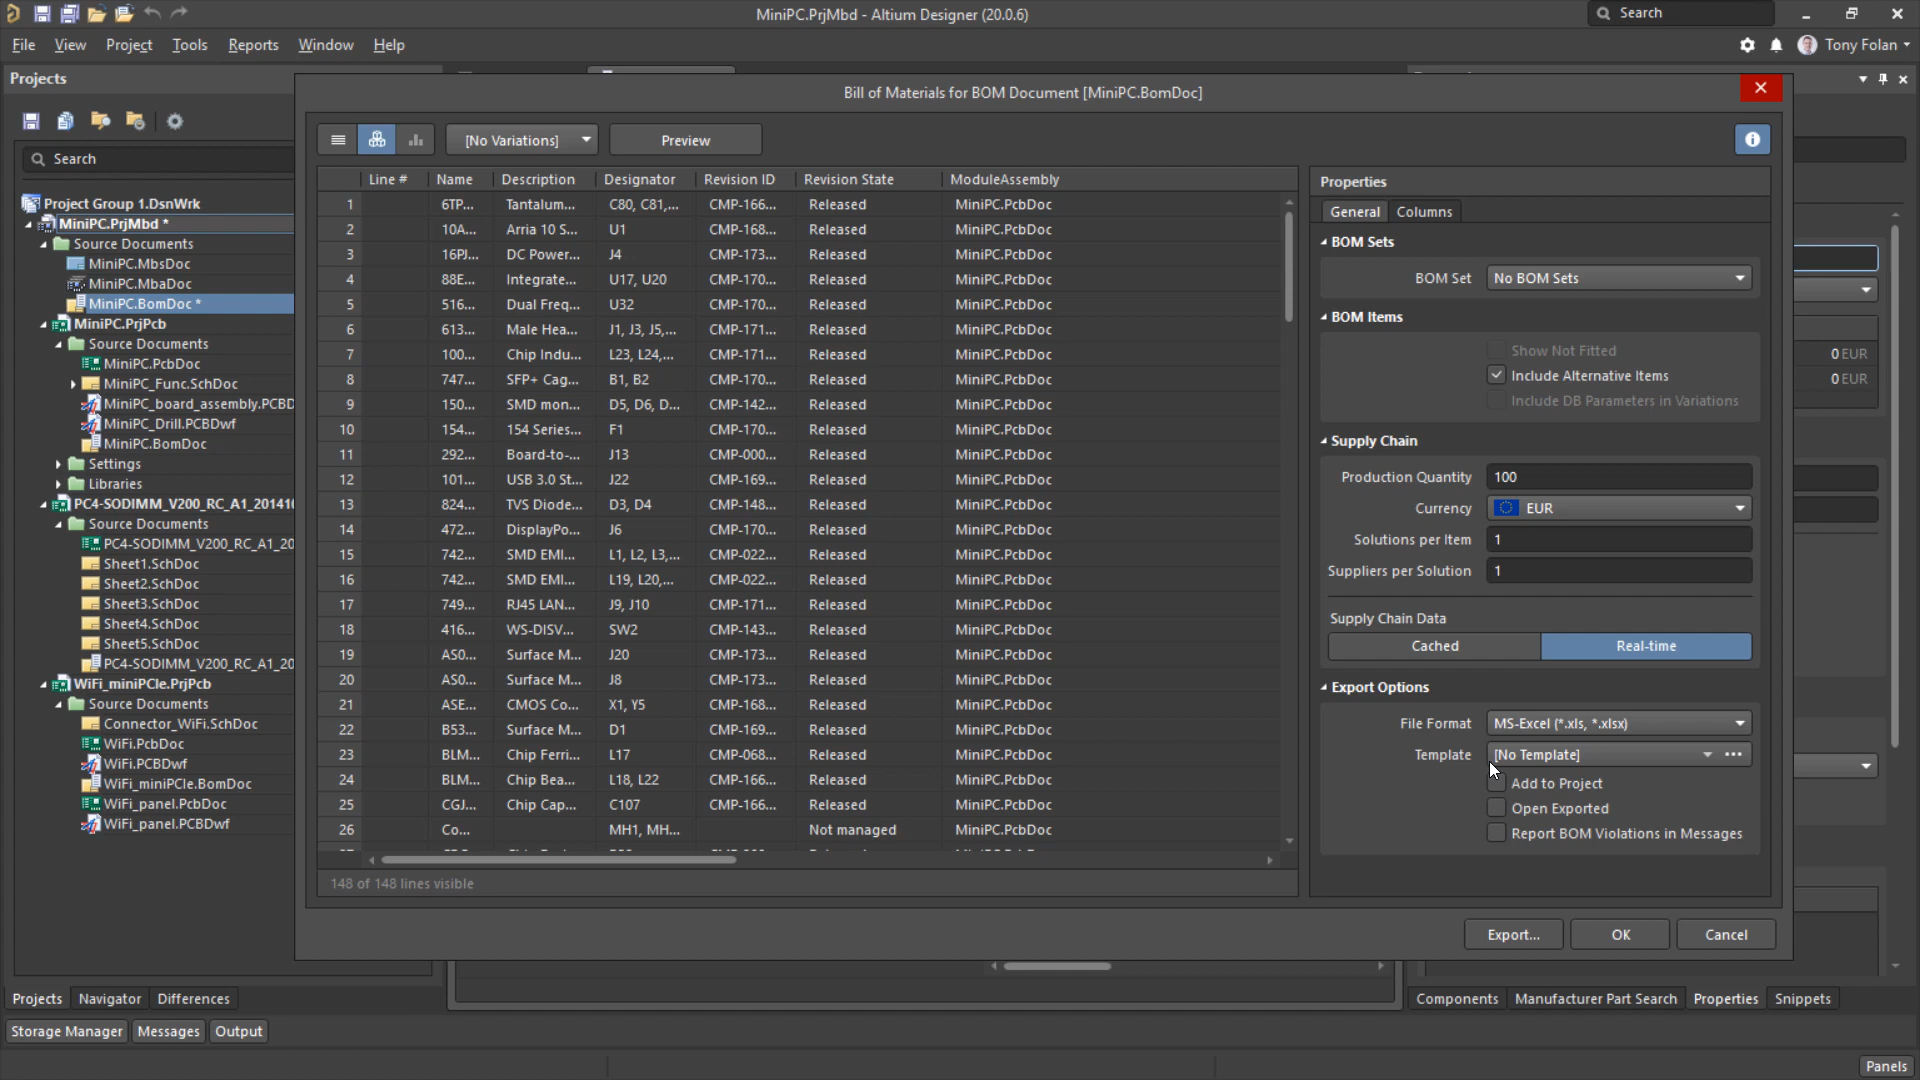 MiniPC.PrjMbd - Altium Designer (20.0.6)
Search
File View Project Tools Reports Window Help
Tony Folan
Projects
Search
Project Group 1.DsnWrk
MiniPC.PrjMbd *
Source Documents
MiniPC.MbsDoc
MiniPC.MbaDoc
MiniPC.BomDoc *
MiniPC.PrjPcb
Source Documents
MiniPC.PcbDoc
MiniPC_Func.SchDoc
MiniPC_board_assembly.PCBD
MiniPC_Drill.PCBDwf
MiniPC.BomDoc
Settings
Libraries
PC4-SODIMM_V200_RC_A1_20141
Source Documents
PC4-SODIMM_V200_RC_A1_20
Sheet1.SchDoc
Sheet2.SchDoc
Sheet3.SchDoc
Sheet4.SchDoc
Sheet5.SchDoc
PC4-SODIMM_V200_RC_A1_20
WiFi_miniPCIe.PrjPcb
Source Documents
Connector_WiFi.SchDoc
WiFi.PcbDoc
WiFi.PCBDwf
WiFi_miniPCIe.BomDoc
WiFi_panel.PcbDoc
WiFi_panel.PCBDwf
Bill of Materials for BOM Document [MiniPC.BomDoc]
[No Variations] Preview
Line # Name Description Designator Revision ID Revision State ModuleAssembly
1 6TP... Tantalum... C80, C81,... CMP-166... Released MiniPC.PcbDoc
2 10A... Arria 10 S... U1 CMP-168... Released MiniPC.PcbDoc
3 16PJ... DC Power... J4 CMP-173... Released MiniPC.PcbDoc
4 88E... Integrate... U17, U20 CMP-170... Released MiniPC.PcbDoc
5 516... Dual Freq... U32 CMP-170... Released MiniPC.PcbDoc
6 613... Male Hea... J1, J3, J5,... CMP-171... Released MiniPC.PcbDoc
7 100... Chip Indu... L23, L24,... CMP-171... Released MiniPC.PcbDoc
8 747... SFP+ Cag... B1, B2 CMP-170... Released MiniPC.PcbDoc
9 150... SMD mon... D5, D6, D... CMP-142... Released MiniPC.PcbDoc
10 154... 154 Series... F1 CMP-170... Released MiniPC.PcbDoc
11 292... Board-to-... J13 CMP-000... Released MiniPC.PcbDoc
12 101... USB 3.0 St... J22 CMP-169... Released MiniPC.PcbDoc
13 824... TVS Diode... D3, D4 CMP-148... Released MiniPC.PcbDoc
14 472... DisplayPo... J6 CMP-170... Released MiniPC.PcbDoc
15 742... SMD EMI... L1, L2, L3,... CMP-022... Released MiniPC.PcbDoc
16 742... SMD EMI... L19, L20,... CMP-022... Released MiniPC.PcbDoc
17 749... RJ45 LAN... J9, J10 CMP-171... Released MiniPC.PcbDoc
18 416... WS-DISV... SW2 CMP-143... Released MiniPC.PcbDoc
19 AS0... Surface M... J20 CMP-173... Released MiniPC.PcbDoc
20 AS0... Surface M... J8 CMP-173... Released MiniPC.PcbDoc
21 ASE... CMOS Co... X1, Y5 CMP-168... Released MiniPC.PcbDoc
22 B53... Surface M... D1 CMP-169... Released MiniPC.PcbDoc
23 BLM... Chip Ferri... L17 CMP-068... Released MiniPC.PcbDoc
24 BLM... Chip Bea... L18, L22 CMP-166... Released MiniPC.PcbDoc
25 CGJ... Chip Cap... C107 CMP-166... Released MiniPC.PcbDoc
26 Co... MH1, MH... Not managed MiniPC.PcbDoc
148 of 148 lines visible
Properties
General Columns
BOM Sets
BOM Set No BOM Sets
BOM Items
Show Not Fitted
Include Alternative Items
Include DB Parameters in Variations
Supply Chain
Production Quantity 100
Currency EUR
Solutions per Item 1
Suppliers per Solution 1
Supply Chain Data
Cached Real-time
Export Options
File Format MS-Excel (*.xls, *.xlsx)
Template [No Template]
Add to Project
Open Exported
Report BOM Violations in Messages
Export... OK Cancel
0 EUR
0 EUR
Projects Navigator Differences
Components Manufacturer Part Search Properties Snippets
Storage Manager Messages Output
Panels